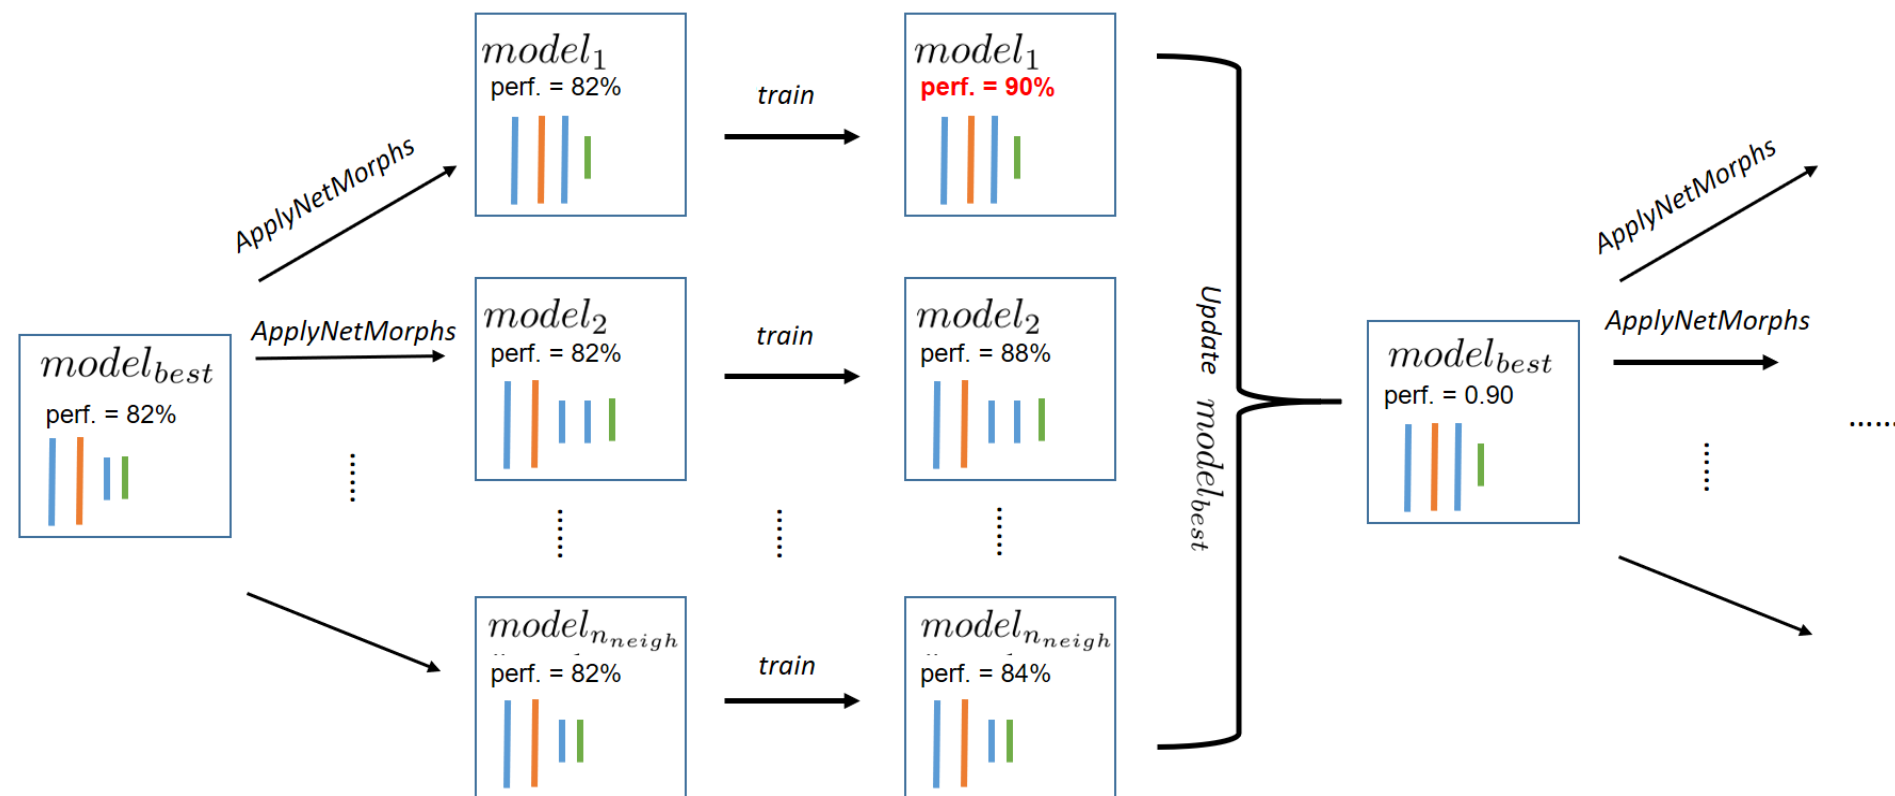 model_best
perf. = 82%
ApplyNetMorphs
ApplyNetMorphs
model_1
perf. = 82%
train
model_1
perf. = 90%
model_2
perf. = 82%
train
model_2
perf. = 88%
model_n_neigh
perf. = 82%
train
model_n_neigh
perf. = 84%
Update model_best
model_best
perf. = 0.90
ApplyNetMorphs
ApplyNetMorphs